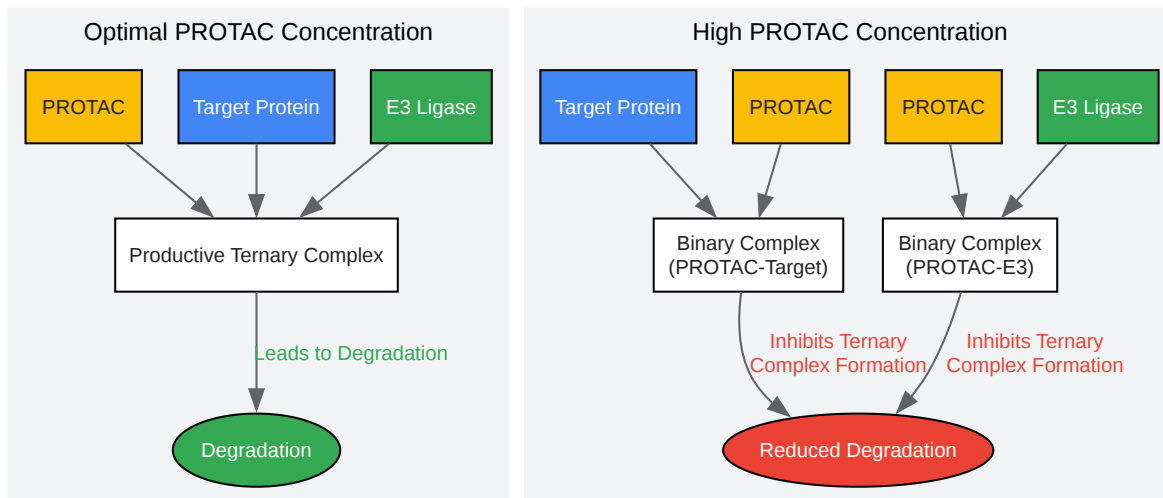 Optimal PROTAC Concentration
PROTAC
Target Protein
E3 Ligase
Productive Ternary Complex
Leads to Degradation
Degradation
High PROTAC Concentration
Target Protein
PROTAC
PROTAC
E3 Ligase
Binary Complex
(PROTAC-Target)
Binary Complex
(PROTAC-E3)
Inhibits Ternary
Complex Formation
Inhibits Ternary
Complex Formation
Reduced Degradation